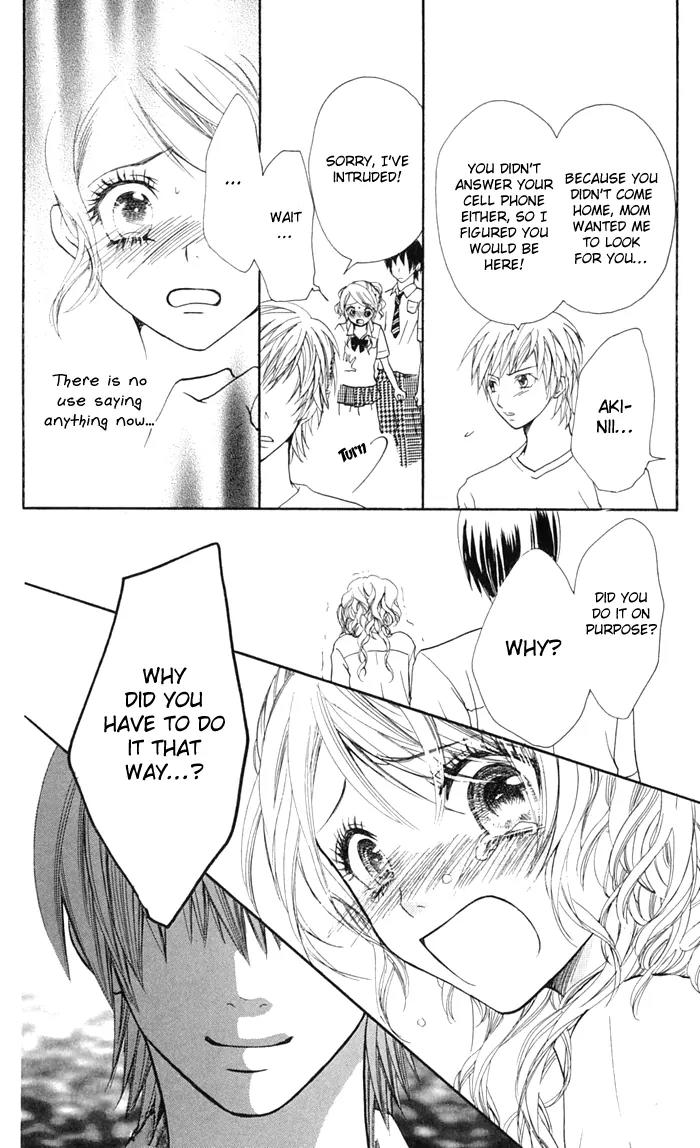 AKI-
NII...
BECAUSE YOU
DIDN'T COME
HOME, MOM
WANTED ME
TO LOOK
FOR YOU...
YOU DIDN'T
ANSWER YOUR
CELL PHONE
EITHER, SO I
FIGURED YOU
WOULD BE
HERE!
SORRY, I'VE
INTRUDED!
Turn
WAIT
...
...
There is no
use saying
anything now...
DID YOU
DO IT ON
PURPOSE?
WHY?
WHY
DID YOU
HAVE TO DO
IT THAT
WAY...?